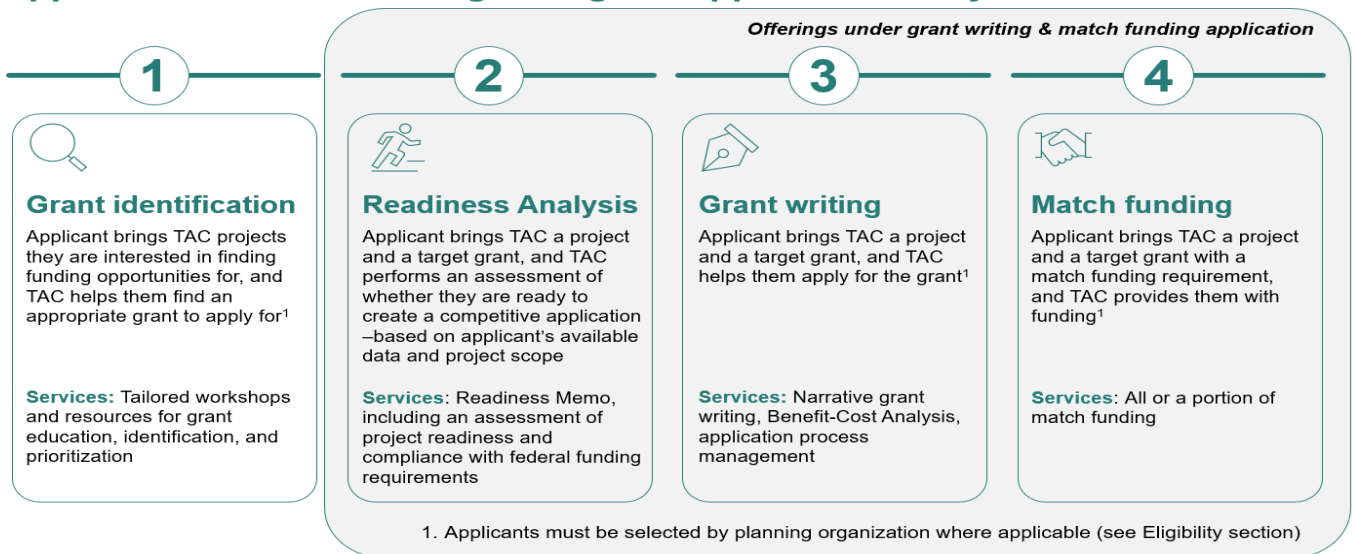 Offerings under grant writing & match funding application
1
2
3
4
Grant identification
Applicant brings TAC projects
they are interested in finding
funding opportunities for, and
TAC helps them find an
appropriate grant to apply for¹
Services: Tailored workshops
and resources for grant
education, identification, and
prioritization
Readiness Analysis
Applicant brings TAC a project
and a target grant, and TAC
performs an assessment of
whether they are ready to
create a competitive application
–based on applicant’s available
data and project scope
Services: Readiness Memo,
including an assessment of
project readiness and
compliance with federal funding
requirements
Grant writing
Applicant brings TAC a project
and a target grant, and TAC
helps them apply for the grant¹
Services: Narrative grant
writing, Benefit-Cost Analysis,
application process
management
Match funding
Applicant brings TAC a project
and a target grant with a
match funding requirement,
and TAC provides them with
funding¹
Services: All or a portion of
match funding
1. Applicants must be selected by planning organization where applicable (see Eligibility section)